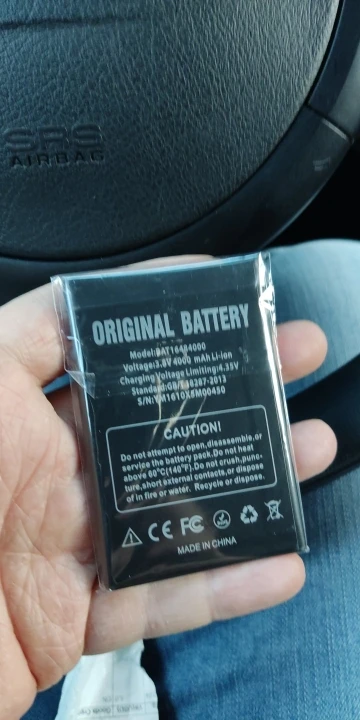 SRS
AIRBAG
ORIGINAL BATTERY
Model:BAT16484000
Voltage:3.8V 4000 mAh Li-ion
Charging Voltage Limiting:4.35V
Standard:GB/T18287-2013
CAUTION!
Do not attempt to open,disassemble,or
service the battery pack.Do not heat
above 60°C(140°F).Do not crush,punc-
ture,short external contacts,or dispose
of in fire or water. Recycle or dispose.
CE FC
MADE IN CHINA